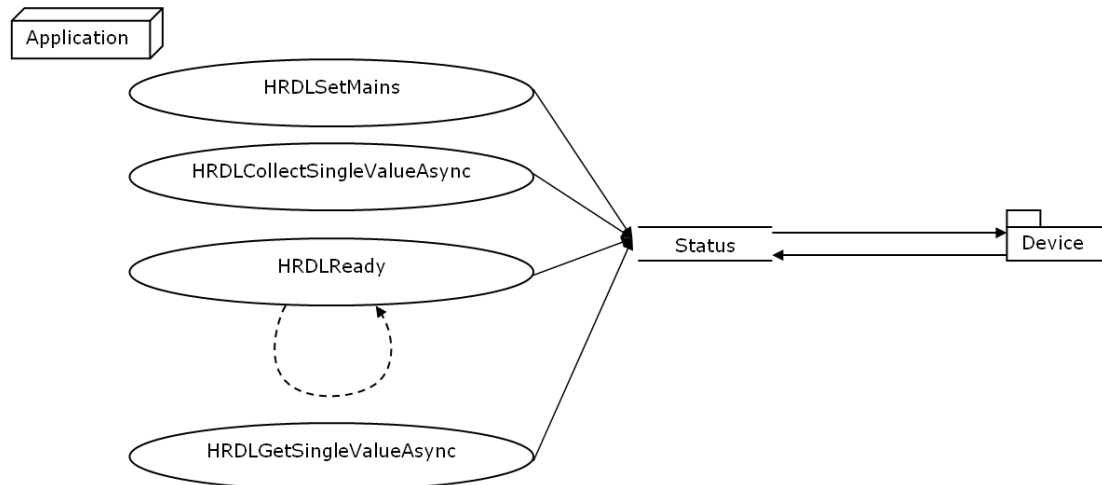 Application
HRDLSetMains
HRDLCollectSingleValueAsync
HRDLReady
Status
Device
HRDLGetSingleValueAsync